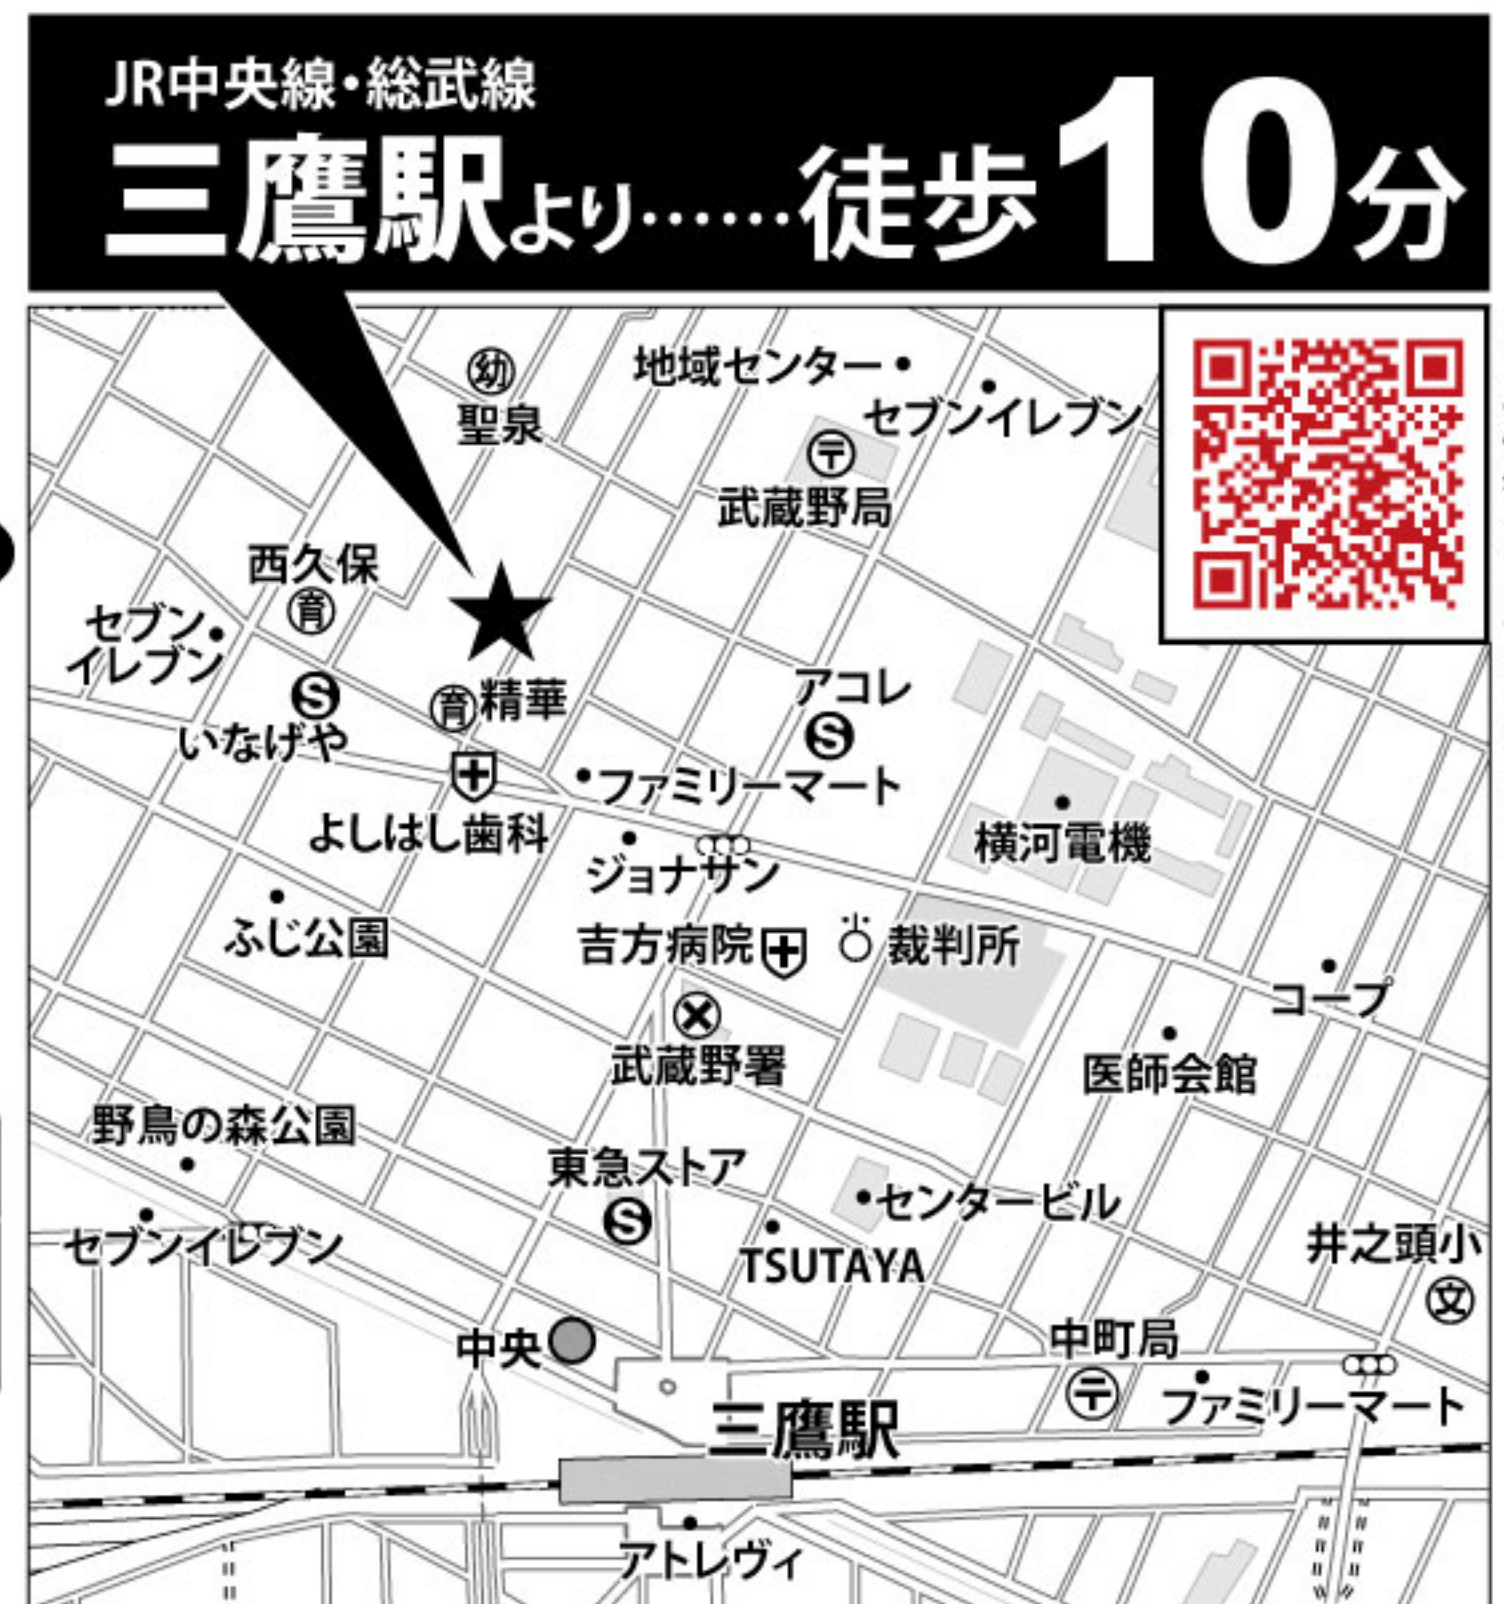 JR中央線・総武線
三鷹駅より……徒歩10分
幼
聖泉
地域センター
セブンイレブン
〒
武蔵野局
西久保
育
セブン
イレブン
S
いなげや
育 精華
アコレ
S
ファミリーマート
よしはし歯科
ジョナサン
横河電機
ふじ公園
吉方病院
裁判所
コープ
武蔵野署
医師会館
野鳥の森公園
東急ストア
S
センタービル
セブンイレブン
TSUTAYA
井之頭小
文
中央
中町局
〒
ファミリーマート
三鷹駅
アトレヴィ